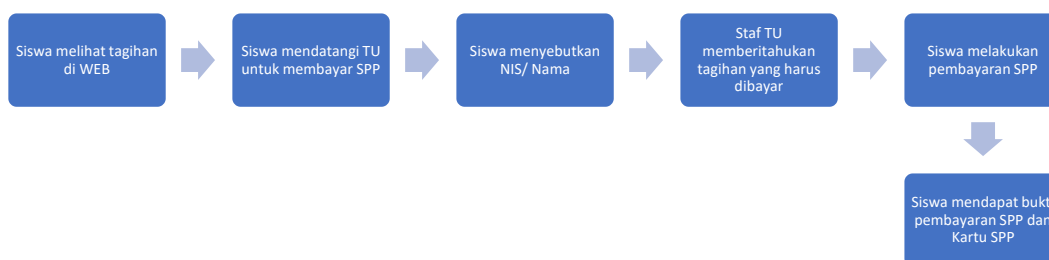 Siswa melihat tagihan
di WEB
Siswa mendatangi TU
untuk membayar SPP
Siswa menyebutkan
NIS/ Nama
Staf TU
memberitahukan
tagihan yang harus
dibayar
Siswa melakukan
pembayaran SPP
Siswa mendapat bukti
pembayaran SPP dan
Kartu SPP